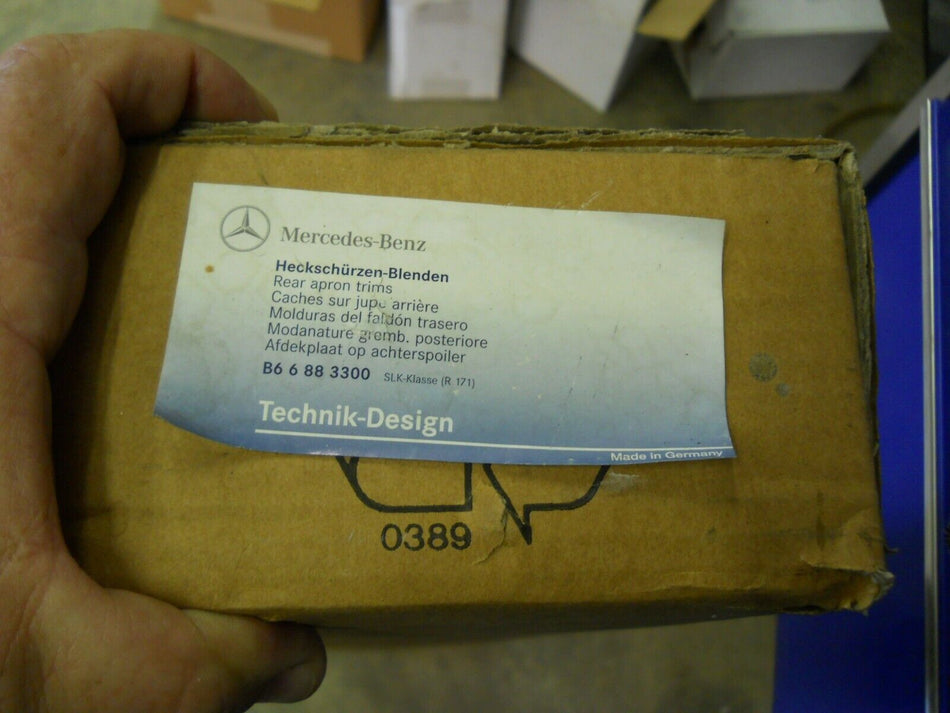 Mercedes-Benz
Heckschürzen-Blenden
Rear apron trims
Caches sur jupe arrière
Molduras del faldón trasero
Modanature gremb. posteriore
Afdekplaat op achterspoiler
B6 6 88 3300 SLK-Klasse (R 171)
Technik-Design
Made in Germany
0389